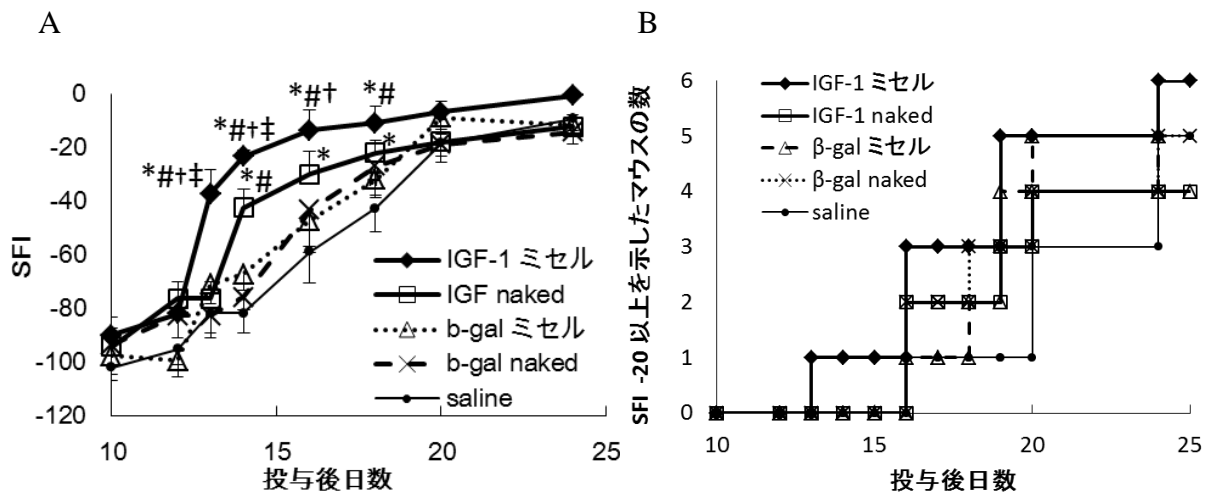 A
SFI
0
-20
-40
-60
-80
-100
-120
*#†‡
*#†‡
*#†
*#
*#
*
*
IGF-1 ミセル
IGF naked
b-gal ミセル
b-gal naked
saline
10
15
20
25
投与後日数
B
SFI -20 以上を示したマウスの数
6
5
4
3
2
1
0
IGF-1 ミセル
IGF-1 naked
β-gal ミセル
β-gal naked
saline
10
15
20
25
投与後日数